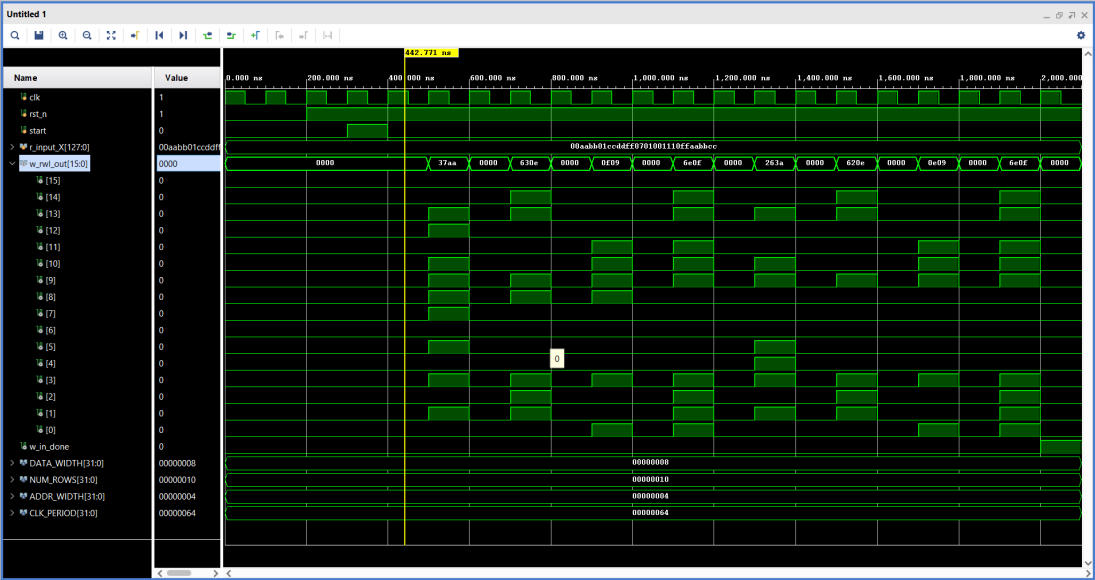 Untitled 1
442.771 ns
Name Value
0.000 ns 200.000 ns 400.000 ns 600.000 ns 800.000 ns 1,000.000 ns 1,200.000 ns 1,400.000 ns 1,600.000 ns 1,800.000 ns 2,000.000
clk 1
rst_n 1
start 0
r_input_X[127:0] 00aabb01ccddff 00aabb01ccddff0701001110ffaabbcc
w_rwl_out[15:0] 0000 0000 37aa 0000 630e 0000 0f09 0000 6e0f 0000 263a 0000 620e 0000 0e09 0000 6e0f 0000
[15] 0
[14] 0
[13] 0
[12] 0
[11] 0
[10] 0
[9] 0
[8] 0
[7] 0
[6] 0
[5] 0
[4] 0
0
[3] 0
[2] 0
[1] 0
[0] 0
w_in_done 0
DATA_WIDTH[31:0] 00000008 00000008
NUM_ROWS[31:0] 00000010 00000010
ADDR_WIDTH[31:0] 00000004 00000004
CLK_PERIOD[31:0] 00000064 00000064